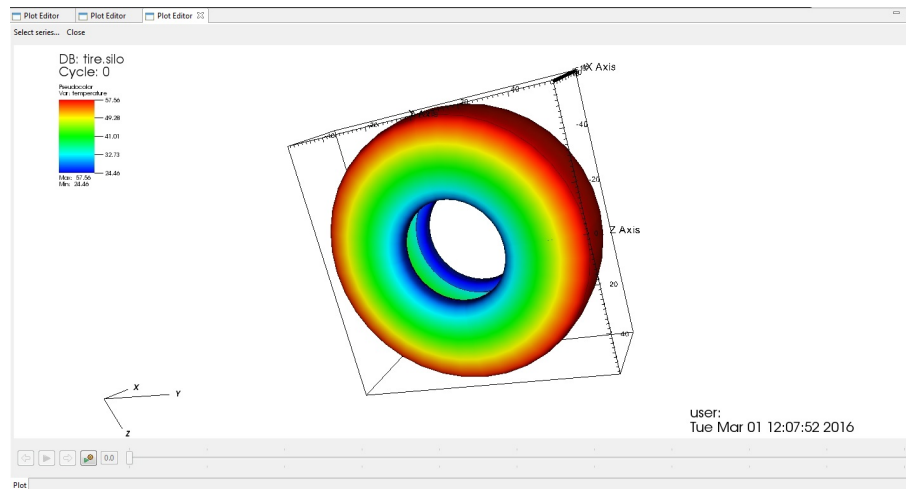 Plot Editor
Plot Editor
Plot Editor
Select series... Close
DB: tire.silo
Cycle: 0
Pseudocolor
Var: temperature
57.56
49.28
41.01
32.73
24.46
Max: 57.56
Min: 24.46
X Axis
Y Axis
40
-40
-20
Z Axis
20
40
X
Y
Z
user:
Tue Mar 01 12:07:52 2016
0.0
Plot